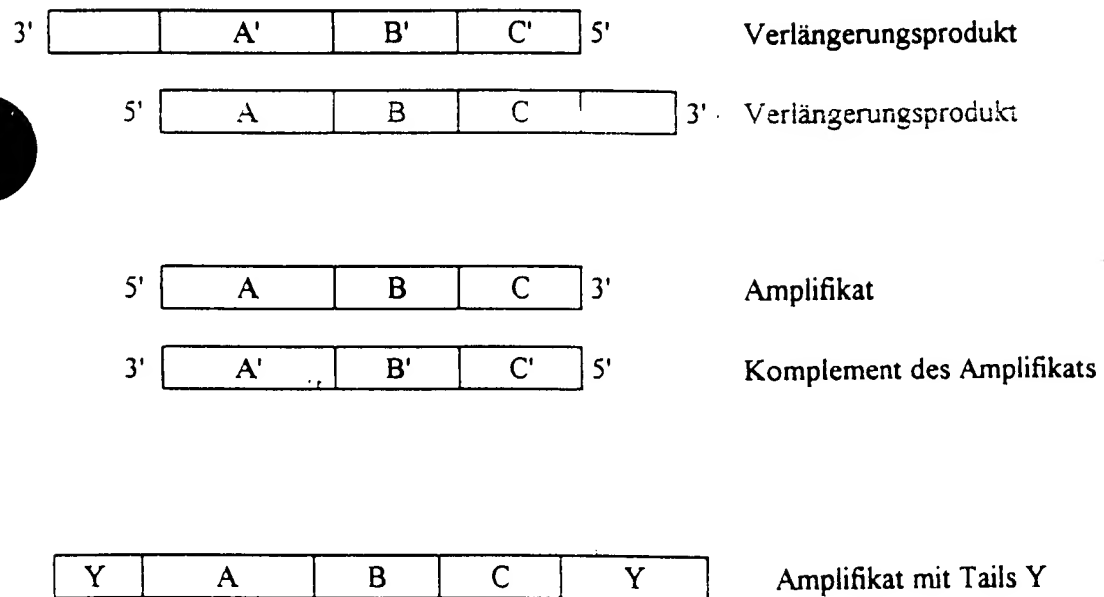 3' A' B' C' 5' Verlängerungsprodukt
5' A B C 3' Verlängerungsprodukt
5' A B C 3' Amplifikat
3' A' B' C' 5' Komplement des Amplifikats
Y A B C Y Amplifikat mit Tails Y